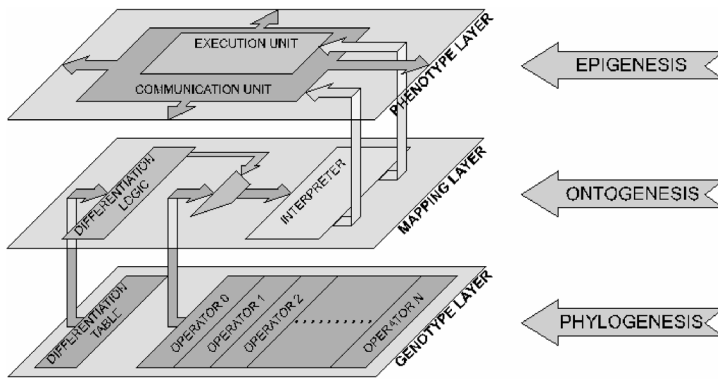 EXECUTION UNIT
COMMUNICATION UNIT
PHENOTYPE LAYER
EPIGENESIS
DIFFERENTIATION
LOGIC
INTERPRETER
MAPPING LAYER
ONTOGENESIS
DIFFERENTIATION
TABLE
OPERATOR 0
OPERATOR 1
OPERATOR 2
..........
OPERATOR N
GENOTYPE LAYER
PHYLOGENESIS